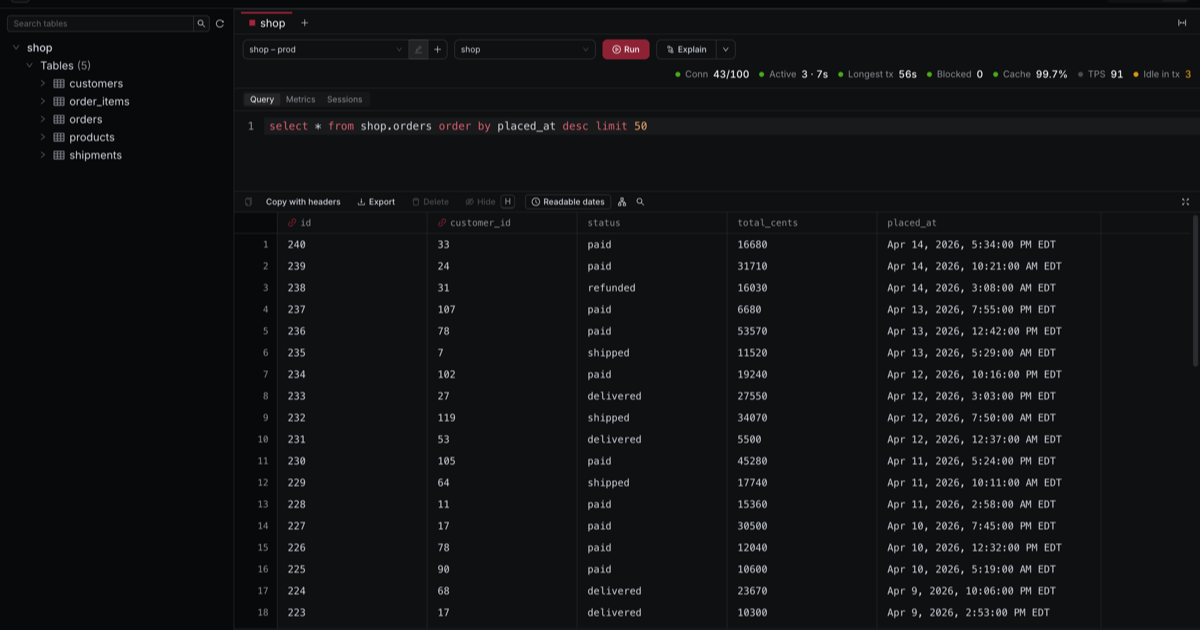 Search tables
shop
Tables (5)
customers
order_items
orders
products
shipments
shop +
shop – prod + shop Run Explain
Conn 43/100 Active 3 · 7s Longest tx 56s Blocked 0 Cache 99.7% TPS 91 Idle in tx 3
Query Metrics Sessions
1 select * from shop.orders order by placed_at desc limit 50
Copy with headers Export Delete Hide H Readable dates
id customer_id status total_cents placed_at
1 240 33 paid 16680 Apr 14, 2026, 5:34:00 PM EDT
2 239 24 paid 31710 Apr 14, 2026, 10:21:00 AM EDT
3 238 31 refunded 16030 Apr 14, 2026, 3:08:00 AM EDT
4 237 107 paid 6680 Apr 13, 2026, 7:55:00 PM EDT
5 236 78 paid 53570 Apr 13, 2026, 12:42:00 PM EDT
6 235 7 shipped 11520 Apr 13, 2026, 5:29:00 AM EDT
7 234 102 paid 19240 Apr 12, 2026, 10:16:00 PM EDT
8 233 27 delivered 27550 Apr 12, 2026, 3:03:00 PM EDT
9 232 119 shipped 34070 Apr 12, 2026, 7:50:00 AM EDT
10 231 53 delivered 5500 Apr 12, 2026, 12:37:00 AM EDT
11 230 105 paid 45280 Apr 11, 2026, 5:24:00 PM EDT
12 229 64 shipped 17740 Apr 11, 2026, 10:11:00 AM EDT
13 228 11 paid 15360 Apr 11, 2026, 2:58:00 AM EDT
14 227 17 paid 30500 Apr 10, 2026, 7:45:00 PM EDT
15 226 78 paid 12040 Apr 10, 2026, 12:32:00 PM EDT
16 225 90 paid 10600 Apr 10, 2026, 5:19:00 AM EDT
17 224 68 delivered 23670 Apr 9, 2026, 10:06:00 PM EDT
18 223 17 delivered 10300 Apr 9, 2026, 2:53:00 PM EDT